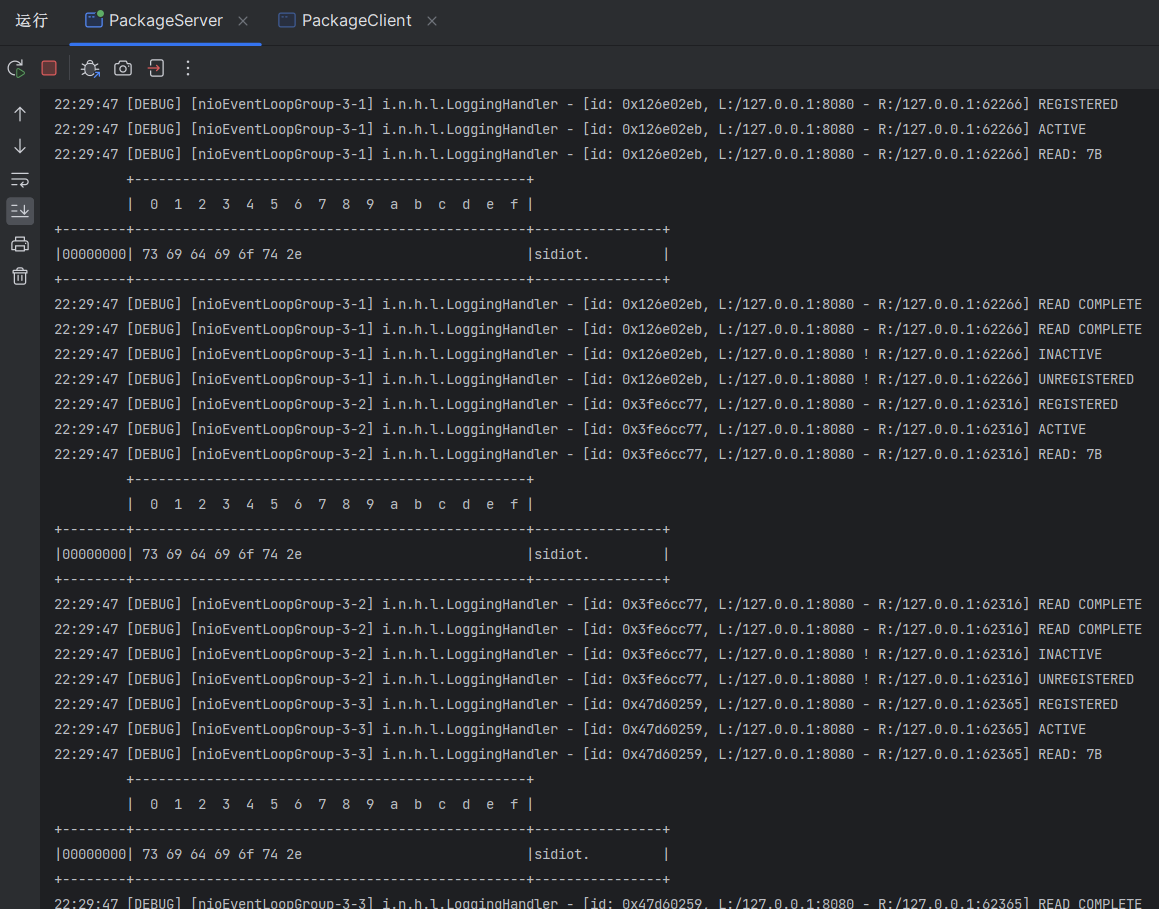 运行 PackageServer × PackageClient ×
22:29:47 [DEBUG] [nioEventLoopGroup-3-1] i.n.h.l.LoggingHandler - [id: 0x126e02eb, L:/127.0.0.1:8080 - R:/127.0.0.1:62266] REGISTERED
22:29:47 [DEBUG] [nioEventLoopGroup-3-1] i.n.h.l.LoggingHandler - [id: 0x126e02eb, L:/127.0.0.1:8080 - R:/127.0.0.1:62266] ACTIVE
22:29:47 [DEBUG] [nioEventLoopGroup-3-1] i.n.h.l.LoggingHandler - [id: 0x126e02eb, L:/127.0.0.1:8080 - R:/127.0.0.1:62266] READ: 7B
         +-------------------------------------------------+
         |  0  1  2  3  4  5  6  7  8  9  a  b  c  d  e  f |
+--------+-------------------------------------------------+----------------+
|00000000| 73 69 64 69 6f 74 2e                            |sidiot.         |
+--------+-------------------------------------------------+----------------+
22:29:47 [DEBUG] [nioEventLoopGroup-3-1] i.n.h.l.LoggingHandler - [id: 0x126e02eb, L:/127.0.0.1:8080 - R:/127.0.0.1:62266] READ COMPLETE
22:29:47 [DEBUG] [nioEventLoopGroup-3-1] i.n.h.l.LoggingHandler - [id: 0x126e02eb, L:/127.0.0.1:8080 - R:/127.0.0.1:62266] READ COMPLETE
22:29:47 [DEBUG] [nioEventLoopGroup-3-1] i.n.h.l.LoggingHandler - [id: 0x126e02eb, L:/127.0.0.1:8080 ! R:/127.0.0.1:62266] INACTIVE
22:29:47 [DEBUG] [nioEventLoopGroup-3-1] i.n.h.l.LoggingHandler - [id: 0x126e02eb, L:/127.0.0.1:8080 ! R:/127.0.0.1:62266] UNREGISTERED
22:29:47 [DEBUG] [nioEventLoopGroup-3-2] i.n.h.l.LoggingHandler - [id: 0x3fe6cc77, L:/127.0.0.1:8080 - R:/127.0.0.1:62316] REGISTERED
22:29:47 [DEBUG] [nioEventLoopGroup-3-2] i.n.h.l.LoggingHandler - [id: 0x3fe6cc77, L:/127.0.0.1:8080 - R:/127.0.0.1:62316] ACTIVE
22:29:47 [DEBUG] [nioEventLoopGroup-3-2] i.n.h.l.LoggingHandler - [id: 0x3fe6cc77, L:/127.0.0.1:8080 - R:/127.0.0.1:62316] READ: 7B
         +-------------------------------------------------+
         |  0  1  2  3  4  5  6  7  8  9  a  b  c  d  e  f |
+--------+-------------------------------------------------+----------------+
|00000000| 73 69 64 69 6f 74 2e                            |sidiot.         |
+--------+-------------------------------------------------+----------------+
22:29:47 [DEBUG] [nioEventLoopGroup-3-2] i.n.h.l.LoggingHandler - [id: 0x3fe6cc77, L:/127.0.0.1:8080 - R:/127.0.0.1:62316] READ COMPLETE
22:29:47 [DEBUG] [nioEventLoopGroup-3-2] i.n.h.l.LoggingHandler - [id: 0x3fe6cc77, L:/127.0.0.1:8080 - R:/127.0.0.1:62316] READ COMPLETE
22:29:47 [DEBUG] [nioEventLoopGroup-3-2] i.n.h.l.LoggingHandler - [id: 0x3fe6cc77, L:/127.0.0.1:8080 ! R:/127.0.0.1:62316] INACTIVE
22:29:47 [DEBUG] [nioEventLoopGroup-3-2] i.n.h.l.LoggingHandler - [id: 0x3fe6cc77, L:/127.0.0.1:8080 ! R:/127.0.0.1:62316] UNREGISTERED
22:29:47 [DEBUG] [nioEventLoopGroup-3-3] i.n.h.l.LoggingHandler - [id: 0x47d60259, L:/127.0.0.1:8080 - R:/127.0.0.1:62365] REGISTERED
22:29:47 [DEBUG] [nioEventLoopGroup-3-3] i.n.h.l.LoggingHandler - [id: 0x47d60259, L:/127.0.0.1:8080 - R:/127.0.0.1:62365] ACTIVE
22:29:47 [DEBUG] [nioEventLoopGroup-3-3] i.n.h.l.LoggingHandler - [id: 0x47d60259, L:/127.0.0.1:8080 - R:/127.0.0.1:62365] READ: 7B
         +-------------------------------------------------+
         |  0  1  2  3  4  5  6  7  8  9  a  b  c  d  e  f |
+--------+-------------------------------------------------+----------------+
|00000000| 73 69 64 69 6f 74 2e                            |sidiot.         |
+--------+-------------------------------------------------+----------------+
22:29:47 [DEBUG] [nioEventLoopGroup-3-3] i.n.h.l.LoggingHandler - [id: 0x47d60259, L:/127.0.0.1:8080 - R:/127.0.0.1:62365] READ COMPLETE